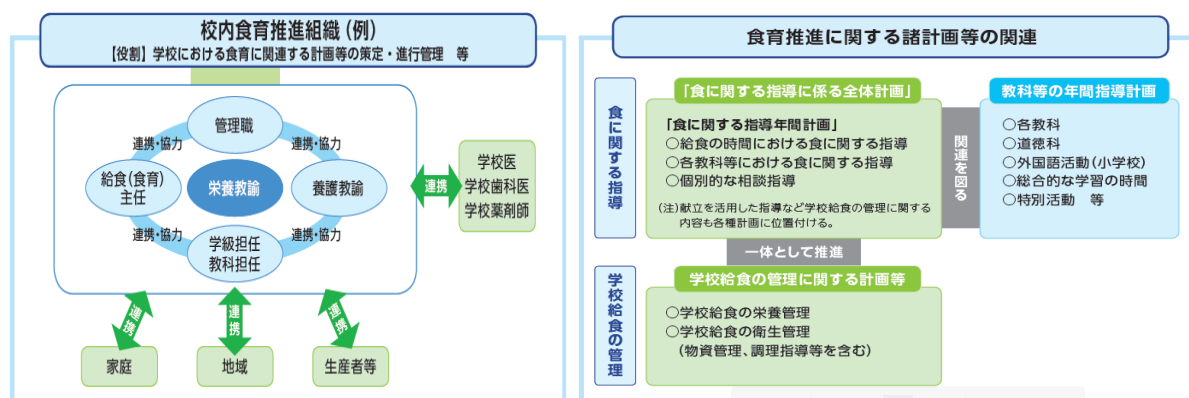 校内食育推進組織(例)
【役割】学校における食育に関連する計画等の策定・進行管理 等
管理職
連携・協力
連携・協力
給食(食育)
主任
栄養教諭
養護教諭
連携・協力
連携・協力
学級担任
教科担任
連携
学校医
学校歯科医
学校薬剤師
連携
連携
連携
家庭
地域
生産者等
食育推進に関する諸計画等の関連
食に関する指導
「食に関する指導に係る全体計画」
「食に関する指導年間計画」
○給食の時間における食に関する指導
○各教科等における食に関する指導
○個別的な相談指導
(注)献立を活用した指導など学校給食の管理に関する
内容も各種計画に位置付ける。
関連を図る
教科等の年間指導計画
○各教科
○道徳科
○外国語活動(小学校)
○総合的な学習の時間
○特別活動 等
一体として推進
学校給食の管理
学校給食の管理に関する計画等
○学校給食の栄養管理
○学校給食の衛生管理
(物資管理、調理指導等を含む)